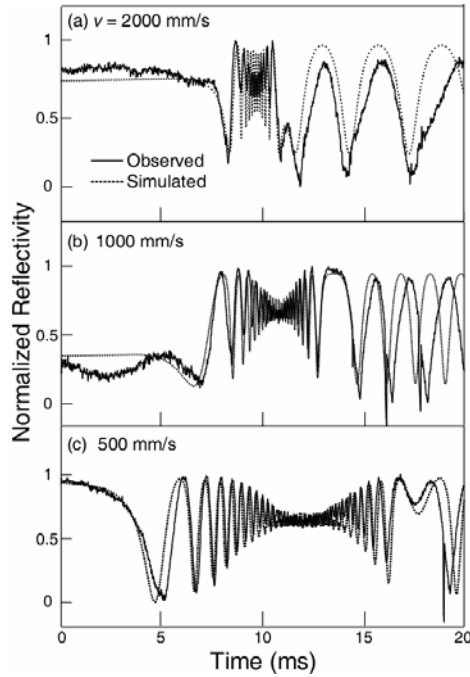 (a) v = 2000 mm/s
1
0.5
0
Observed
Simulated
(b) 1000 mm/s
1
0.5
0
Normalized Reflectivity
(c) 500 mm/s
1
0.5
0
0 5 10 15 20
Time (ms)